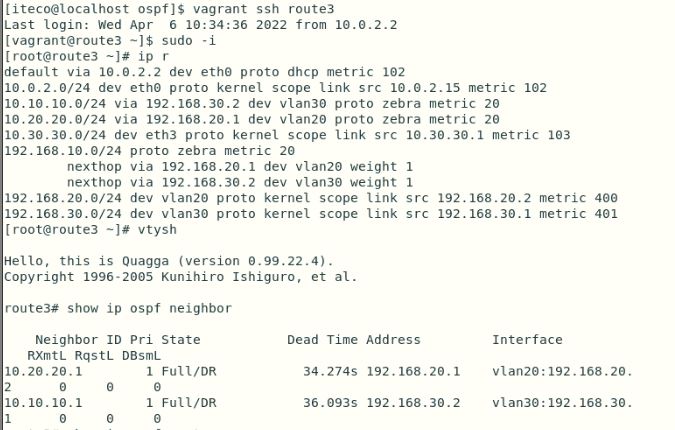 [iteco@localhost ospf]$ vagrant ssh route3
Last login: Wed Apr  6 10:34:36 2022 from 10.0.2.2
[vagrant@route3 ~]$ sudo -i
[root@route3 ~]# ip r
default via 10.0.2.2 dev eth0 proto dhcp metric 102
10.0.2.0/24 dev eth0 proto kernel scope link src 10.0.2.15 metric 102
10.10.10.0/24 via 192.168.30.2 dev vlan30 proto zebra metric 20
10.20.20.0/24 via 192.168.20.1 dev vlan20 proto zebra metric 20
10.30.30.0/24 dev eth3 proto kernel scope link src 10.30.30.1 metric 103
192.168.10.0/24 proto zebra metric 20
        nexthop via 192.168.20.1 dev vlan20 weight 1
        nexthop via 192.168.30.2 dev vlan30 weight 1
192.168.20.0/24 dev vlan20 proto kernel scope link src 192.168.20.2 metric 400
192.168.30.0/24 dev vlan30 proto kernel scope link src 192.168.30.1 metric 401
[root@route3 ~]# vtysh

Hello, this is Quagga (version 0.99.22.4).
Copyright 1996-2005 Kunihiro Ishiguro, et al.

route3# show ip ospf neighbor

    Neighbor ID Pri State           Dead Time Address         Interface
   RXmtL RqstL DBsmL
10.20.20.1        1 Full/DR           34.274s 192.168.20.1    vlan20:192.168.20.
2      0     0     0
10.10.10.1        1 Full/DR           36.093s 192.168.30.2    vlan30:192.168.30.
1      0     0     0